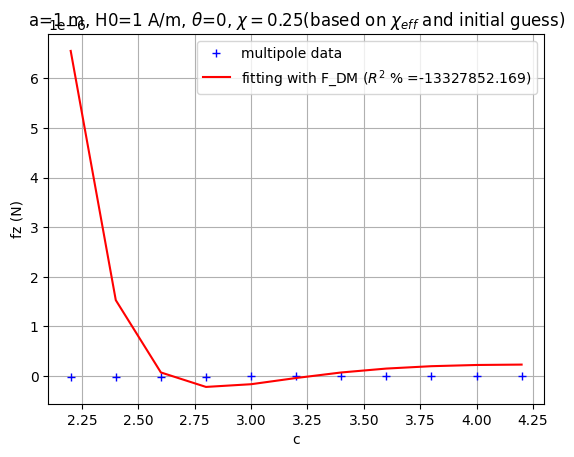 a=1 m, H0=1 A/m, θ=0, χ = 0.25(based on χ_eff and initial guess)
1e−6
multipole data
fitting with F_DM (R² % =-13327852.169)
fz (N)
6
5
4
3
2
1
0
2.25 2.50 2.75 3.00 3.25 3.50 3.75 4.00 4.25
c